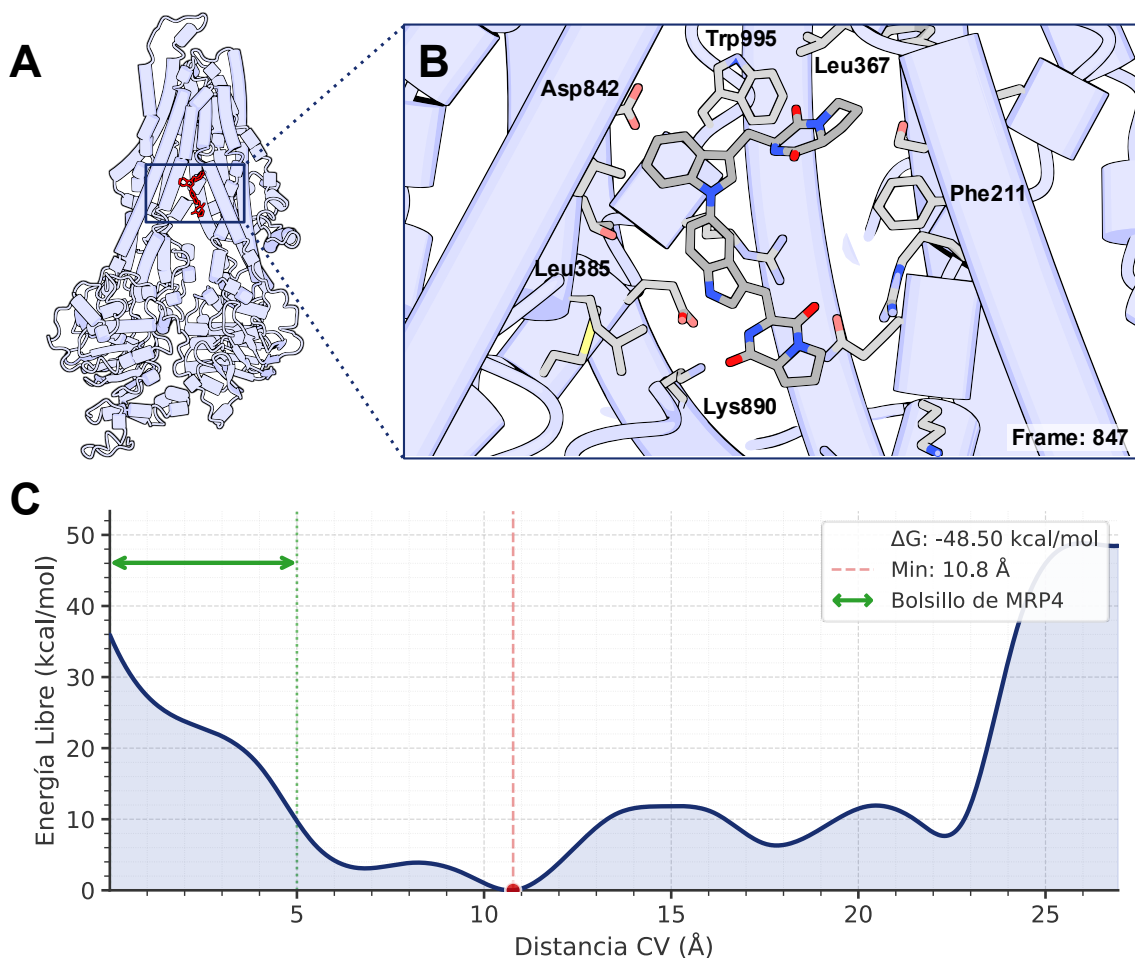 A
B
Trp995
Leu367
Asp842
Phe211
Leu385
Lys890
Frame: 847
C
Energía Libre (kcal/mol)
50
40
30
20
10
0
ΔG: -48.50 kcal/mol
Min: 10.8 Å
Bolsillo de MRP4
5
10
15
20
25
Distancia CV (Å)